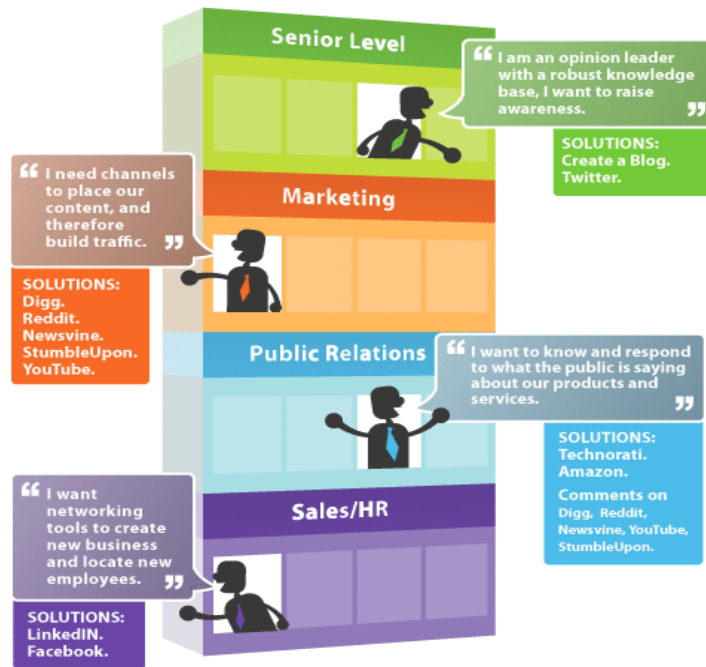 Senior Level
“ I am an opinion leader
with a robust knowledge
base, I want to raise
awareness. ”
SOLUTIONS:
Create a Blog.
Twitter.
“ I need channels
to place our
content, and
therefore
build traffic. ”
Marketing
SOLUTIONS:
Digg.
Reddit.
Newsvine.
StumbleUpon.
YouTube.
Public Relations
“ I want to know and respond
to what the public is saying
about our products and
services. ”
SOLUTIONS:
Technorati.
Amazon.
Comments on
Digg, Reddit,
Newsvine, YouTube,
StumbleUpon.
“ I want
networking
tools to create
new business
and locate new
employees. ”
Sales/HR
SOLUTIONS:
LinkedIN.
Facebook.